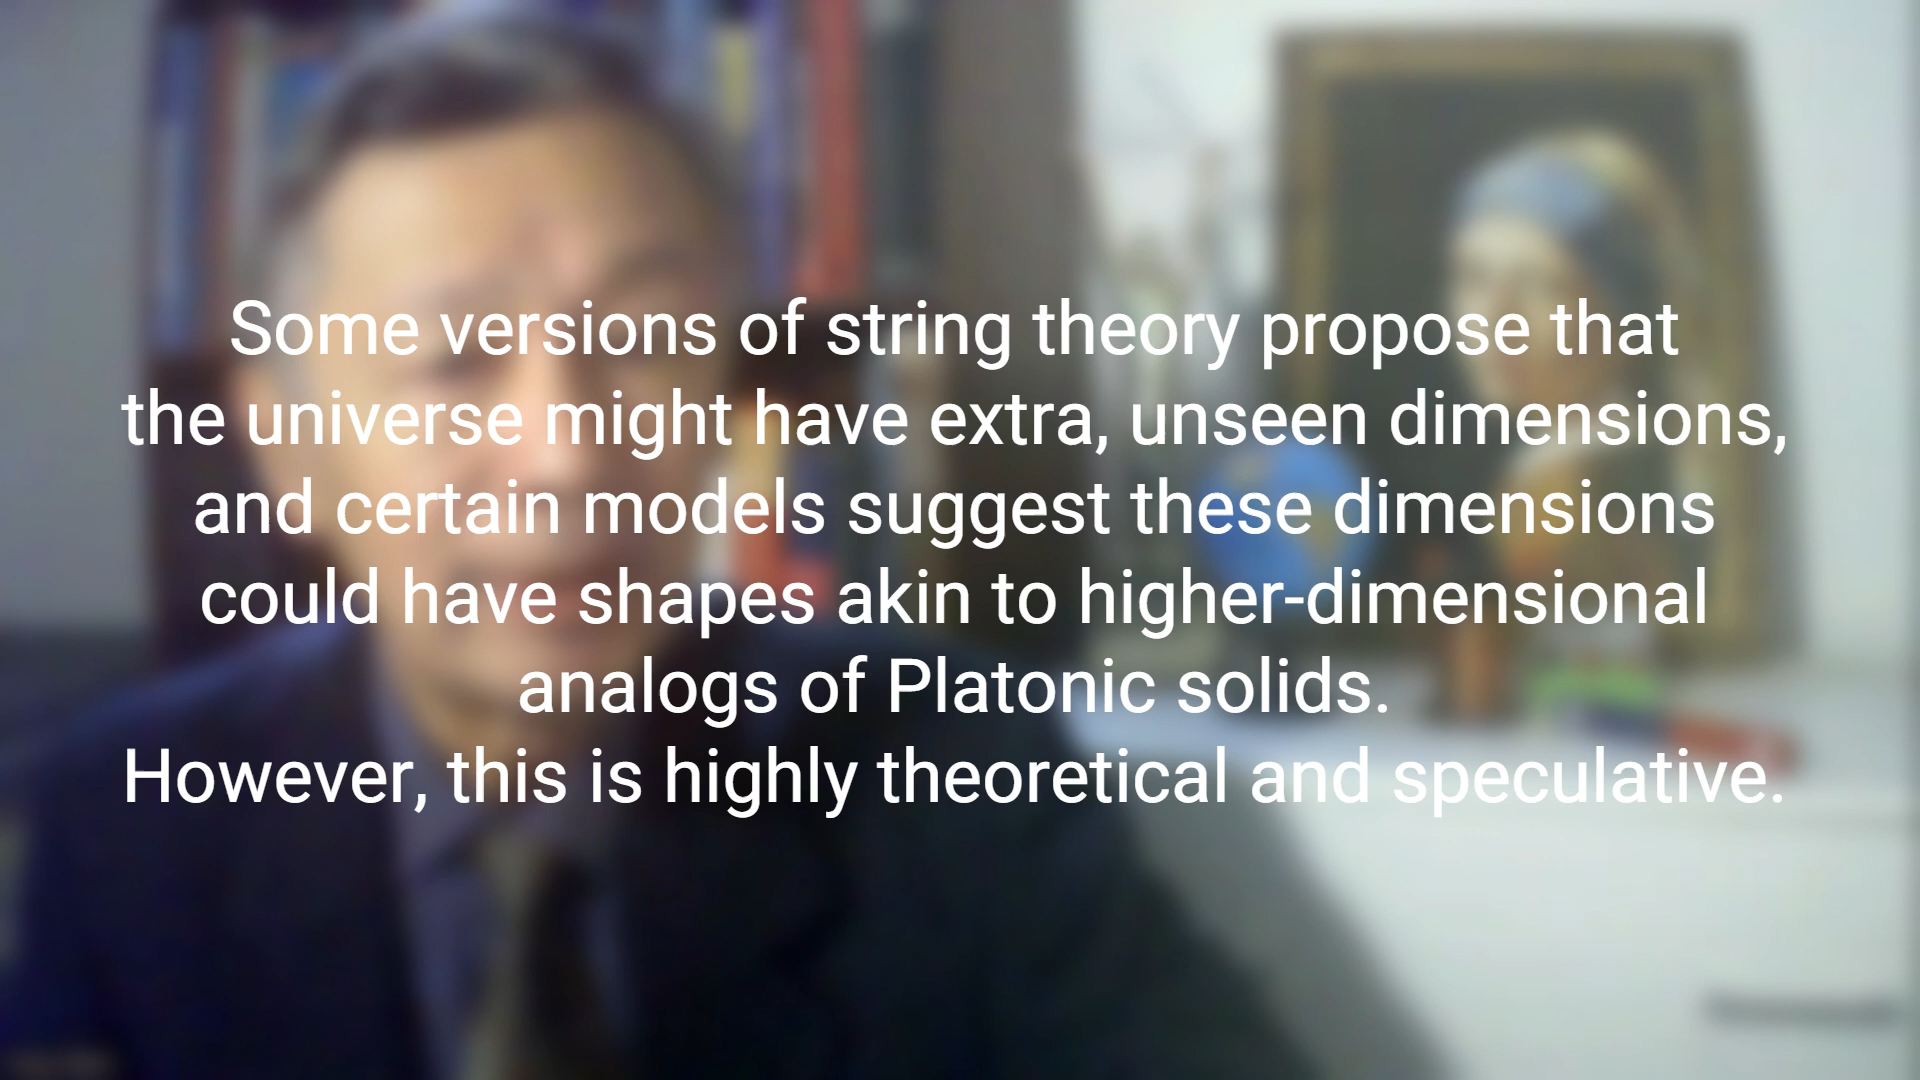 Some versions of string theory propose that
the universe might have extra, unseen dimensions,
and certain models suggest these dimensions
could have shapes akin to higher-dimensional
analogs of Platonic solids.
However, this is highly theoretical and speculative.